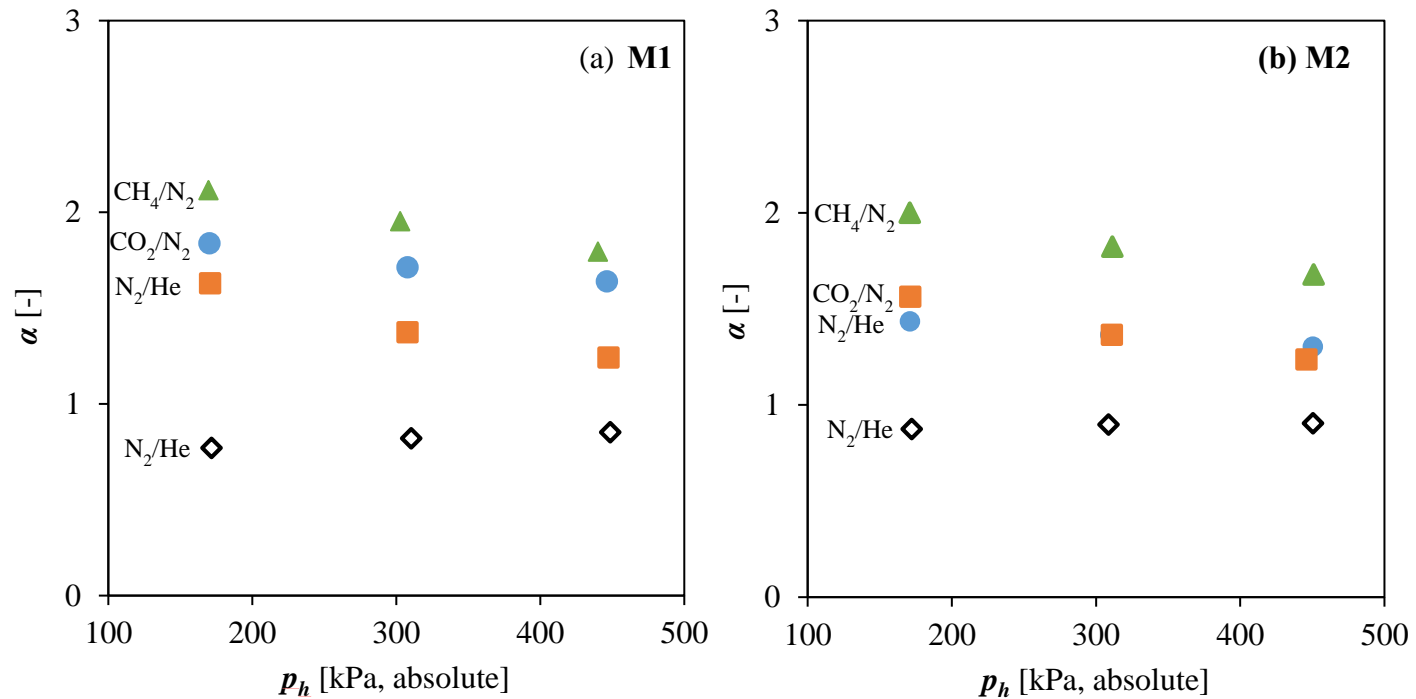 (a) M1
3
2
1
0
α [-]
CH₄/N₂
CO₂/N₂
N₂/He
N₂/He
100 200 300 400 500
pₕ [kPa, absolute]
(b) M2
3
2
1
0
α [-]
CH₄/N₂
CO₂/N₂
N₂/He
N₂/He
100 200 300 400 500
pₕ [kPa, absolute]